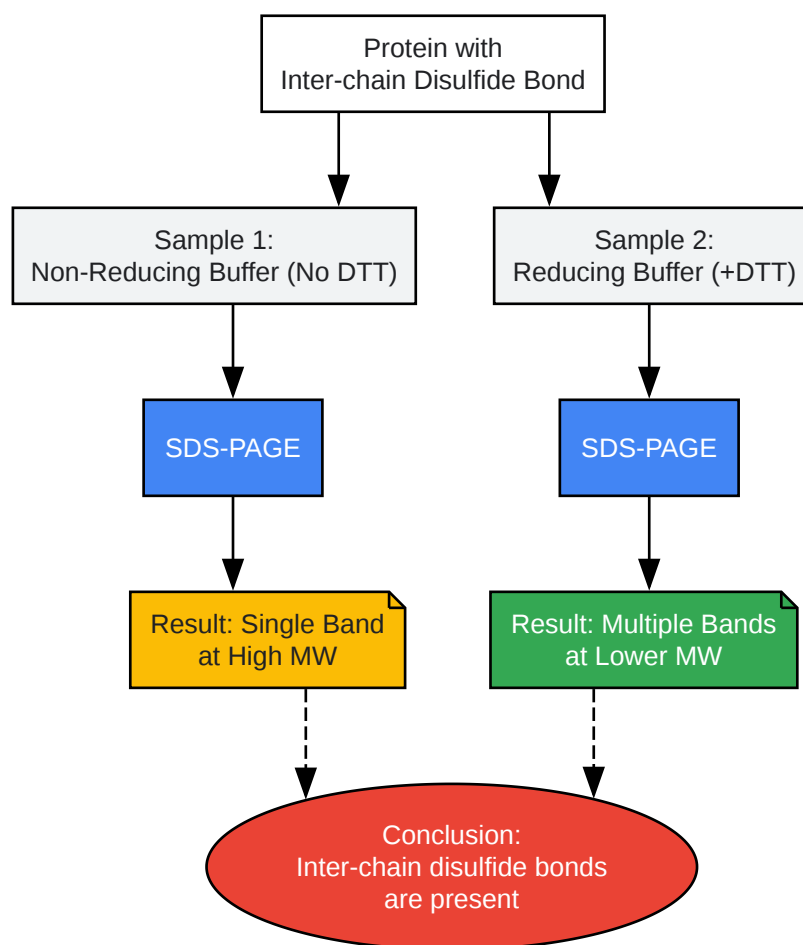 Protein with
Inter-chain Disulfide Bond
Sample 1:
Non-Reducing Buffer (No DTT)
Sample 2:
Reducing Buffer (+DTT)
SDS-PAGE
SDS-PAGE
Result: Single Band
at High MW
Result: Multiple Bands
at Lower MW
Conclusion:
Inter-chain disulfide bonds
are present